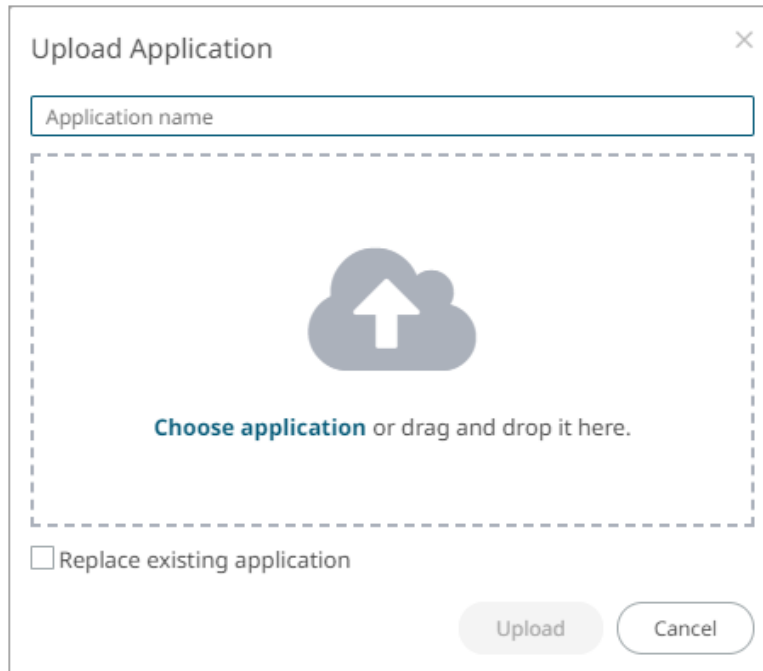 Upload Application
Application name
Choose application or drag and drop it here.
Replace existing application
Upload
Cancel